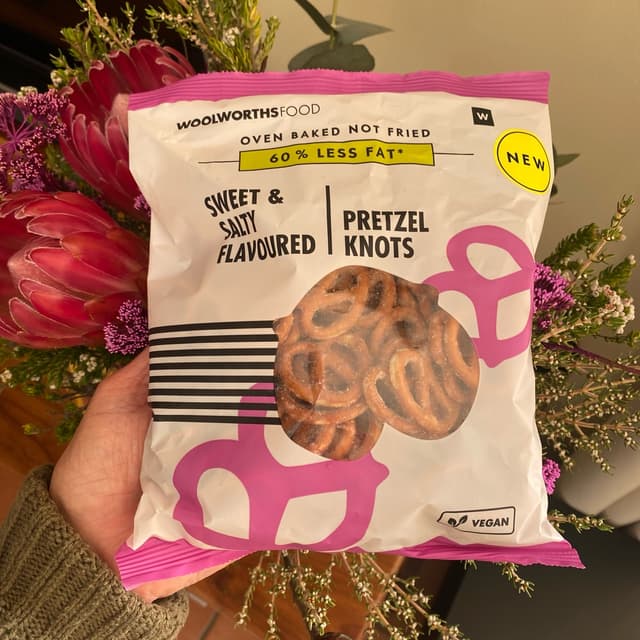 WOOLWORTHSFOOD
W
OVEN BAKED NOT FRIED
60% LESS FAT*
NEW
SWEET &
SALTY
FLAVOURED
PRETZEL
KNOTS
VEGAN